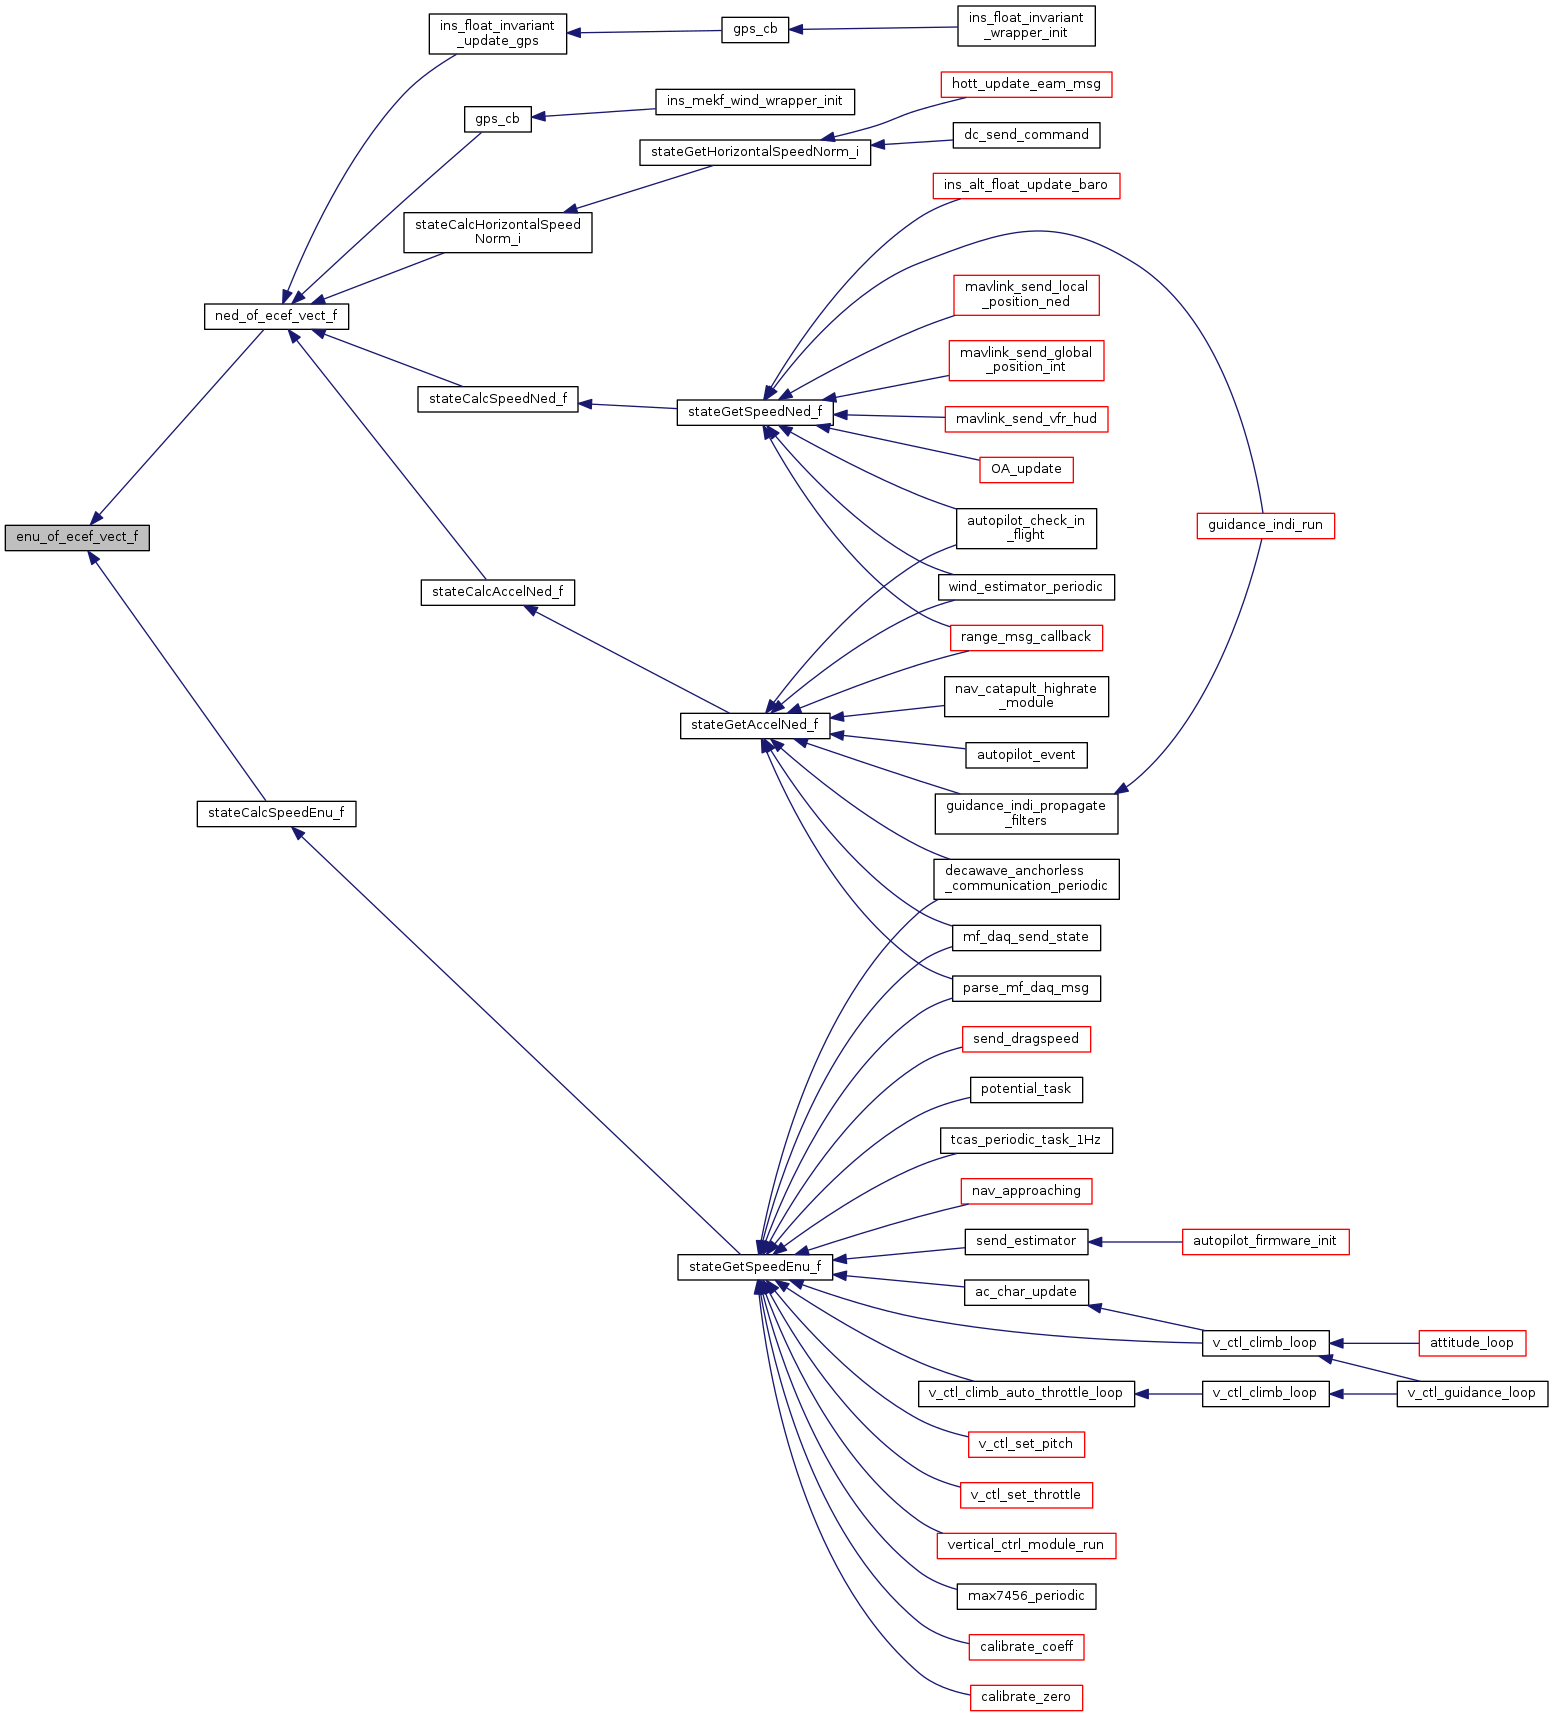 ins_float_invariant
_update_gps
gps_cb
ins_float_invariant
_wrapper_init
hott_update_eam_msg
ins_mekf_wind_wrapper_init
gps_cb
dc_send_command
stateGetHorizontalSpeedNorm_i
ins_alt_float_update_baro
stateCalcHorizontalSpeed
Norm_i
mavlink_send_local
_position_ned
ned_of_ecef_vect_f
mavlink_send_global
_position_int
stateCalcSpeedNed_f
stateGetSpeedNed_f
mavlink_send_vfr_hud
OA_update
autopilot_check_in
_flight
guidance_indi_run
enu_of_ecef_vect_f
wind_estimator_periodic
stateCalcAccelNed_f
range_msg_callback
nav_catapult_highrate
_module
stateGetAccelNed_f
autopilot_event
guidance_indi_propagate
_filters
stateCalcSpeedEnu_f
decawave_anchorless
_communication_periodic
mf_daq_send_state
parse_mf_daq_msg
send_dragspeed
potential_task
tcas_periodic_task_1Hz
nav_approaching
send_estimator
autopilot_firmware_init
stateGetSpeedEnu_f
ac_char_update
v_ctl_climb_loop
attitude_loop
v_ctl_climb_auto_throttle_loop
v_ctl_climb_loop
v_ctl_guidance_loop
v_ctl_set_pitch
v_ctl_set_throttle
vertical_ctrl_module_run
max7456_periodic
calibrate_coeff
calibrate_zero